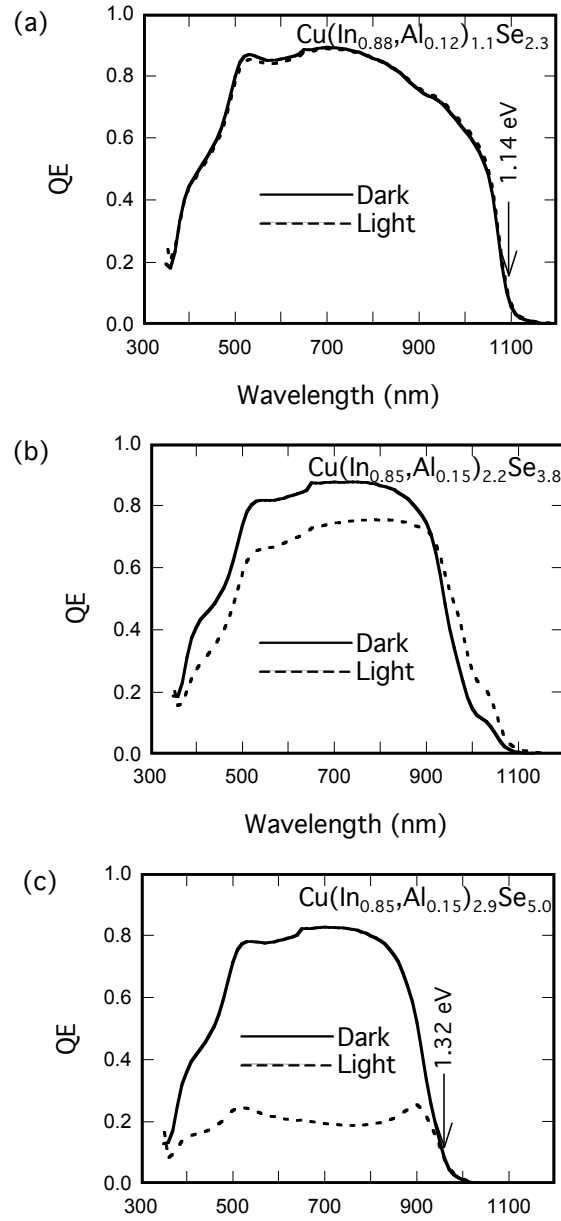 (a)
Cu(In0.88,Al0.12)1.1Se2.3
1.0
0.8
0.6
0.4
0.2
0.0
QE
Dark
Light
1.14 eV
300 500 700 900 1100
Wavelength (nm)
(b)
Cu(In0.85,Al0.15)2.2Se3.8
1.0
0.8
0.6
0.4
0.2
0.0
QE
Dark
Light
300 500 700 900 1100
Wavelength (nm)
(c)
Cu(In0.85,Al0.15)2.9Se5.0
1.0
0.8
0.6
0.4
0.2
0.0
QE
Dark
Light
1.32 eV
300 500 700 900 1100